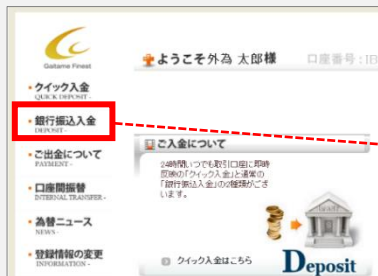 Gaitame Finest
ようこそ外為 太郎様
口座番号:IB
・クイック入金
QUICK DEPOSIT -
・銀行振込入金
DEPOSIT -
・ご出金について
PAYMENT -
・口座間振替
INTERNAL TRANSFER -
・為替ニュース
NEWS -
・登録情報の変更
INFORMATION -
ご入金について
24時間いつでも取引口座に即時
反映の「クイック入金」と通常の
「銀行振込入金」の2種類がござ
います。
クイック入金はこちら
Deposit